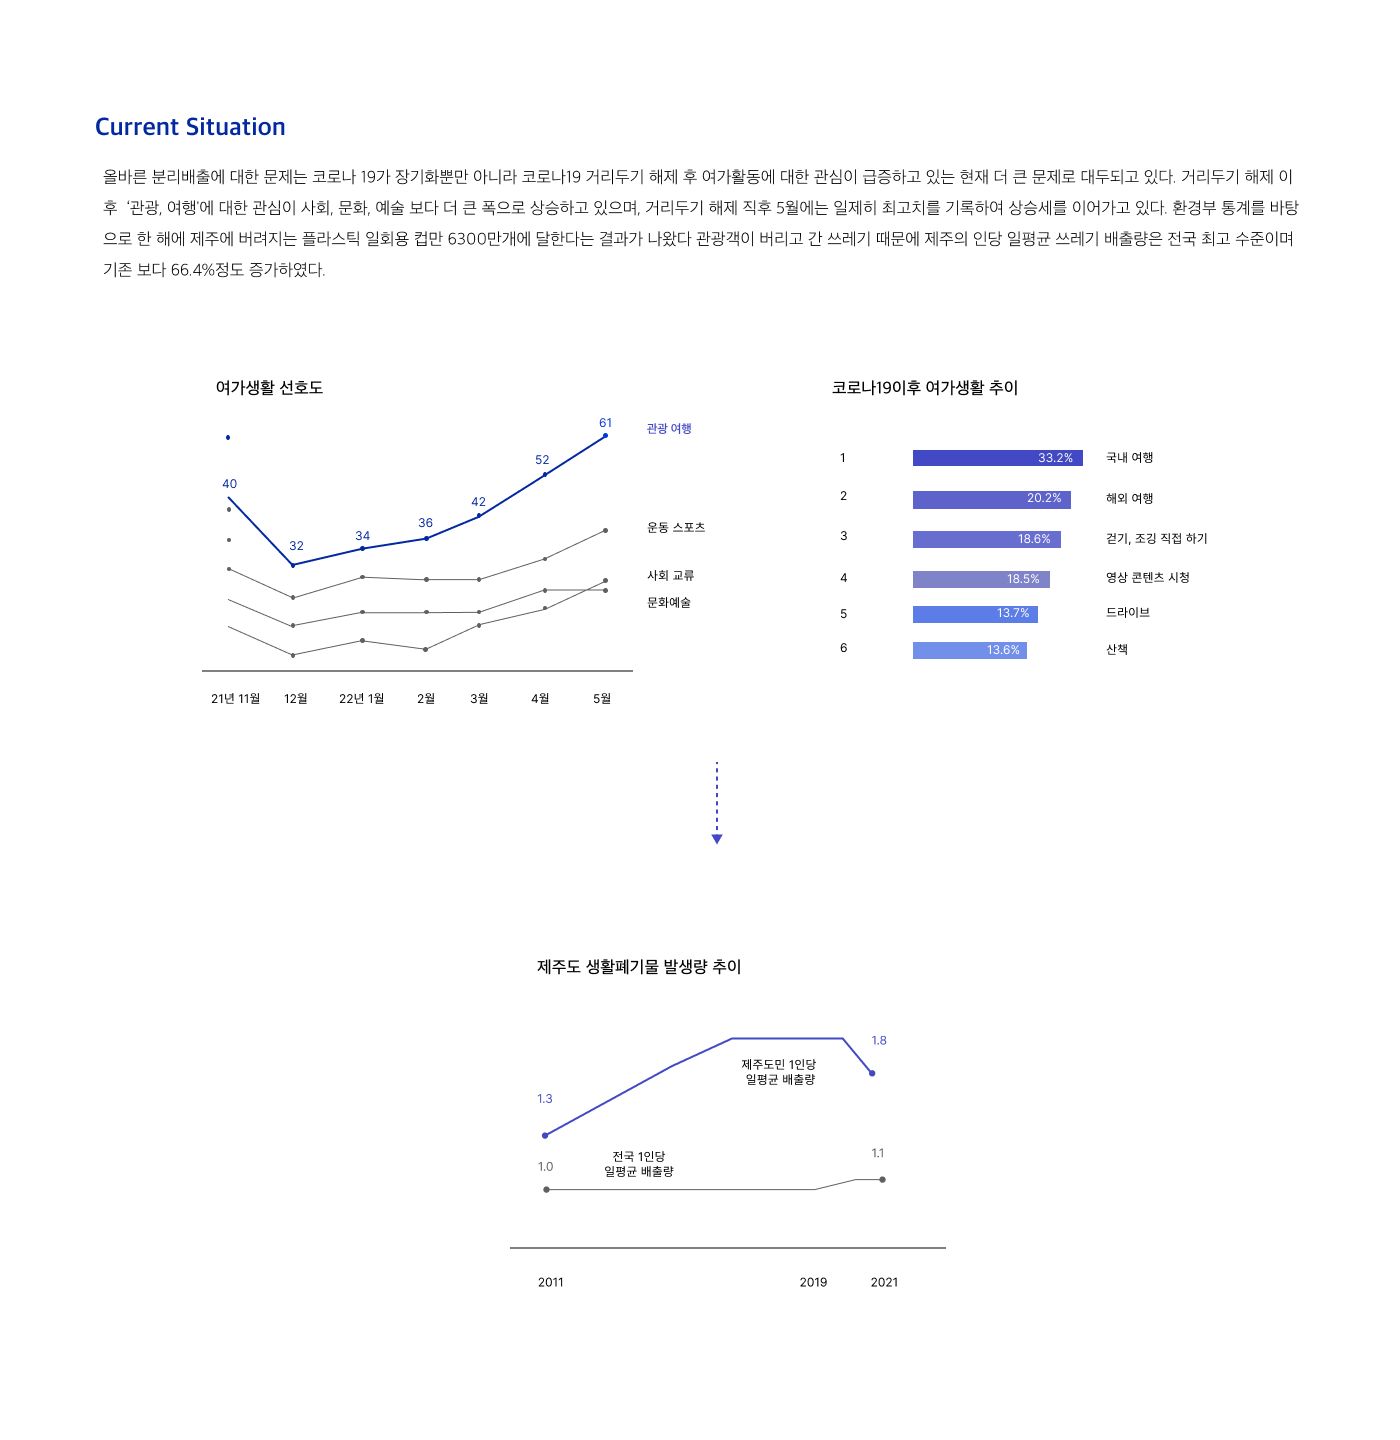 Current Situation
올바른 분리배출에 대한 문제는 코로나 19가 장기화뿐만 아니라 코로나19 거리두기 해제 후 여가활동에 대한 관심이 급증하고 있는 현재 더 큰 문제로 대두되고 있다. 거리두기 해제 이
후 ‘관광, 여행'에 대한 관심이 사회, 문화, 예술 보다 더 큰 폭으로 상승하고 있으며, 거리두기 해제 직후 5월에는 일제히 최고치를 기록하여 상승세를 이어가고 있다. 환경부 통계를 바탕
으로 한 해에 제주에 버려지는 플라스틱 일회용 컵만 6300만개에 달한다는 결과가 나왔다 관광객이 버리고 간 쓰레기 때문에 제주의 인당 일평균 쓰레기 배출량은 전국 최고 수준이며
기존 보다 66.4%정도 증가하였다.
여가생활 선호도
61
관광 여행
52
40
42
36
34
32
운동 스포츠
사회 교류
문화예술
21년 11월
12월
22년 1월
2월
3월
4월
5월
코로나19이후 여가생활 추이
1 33.2% 국내 여행
2 20.2% 해외 여행
3 18.6% 걷기, 조깅 직접 하기
4 18.5% 영상 콘텐츠 시청
5 13.7% 드라이브
6 13.6% 산책
제주도 생활폐기물 발생량 추이
1.8
제주도민 1인당
일평균 배출량
1.3
1.1
전국 1인당
일평균 배출량
1.0
2011
2019
2021